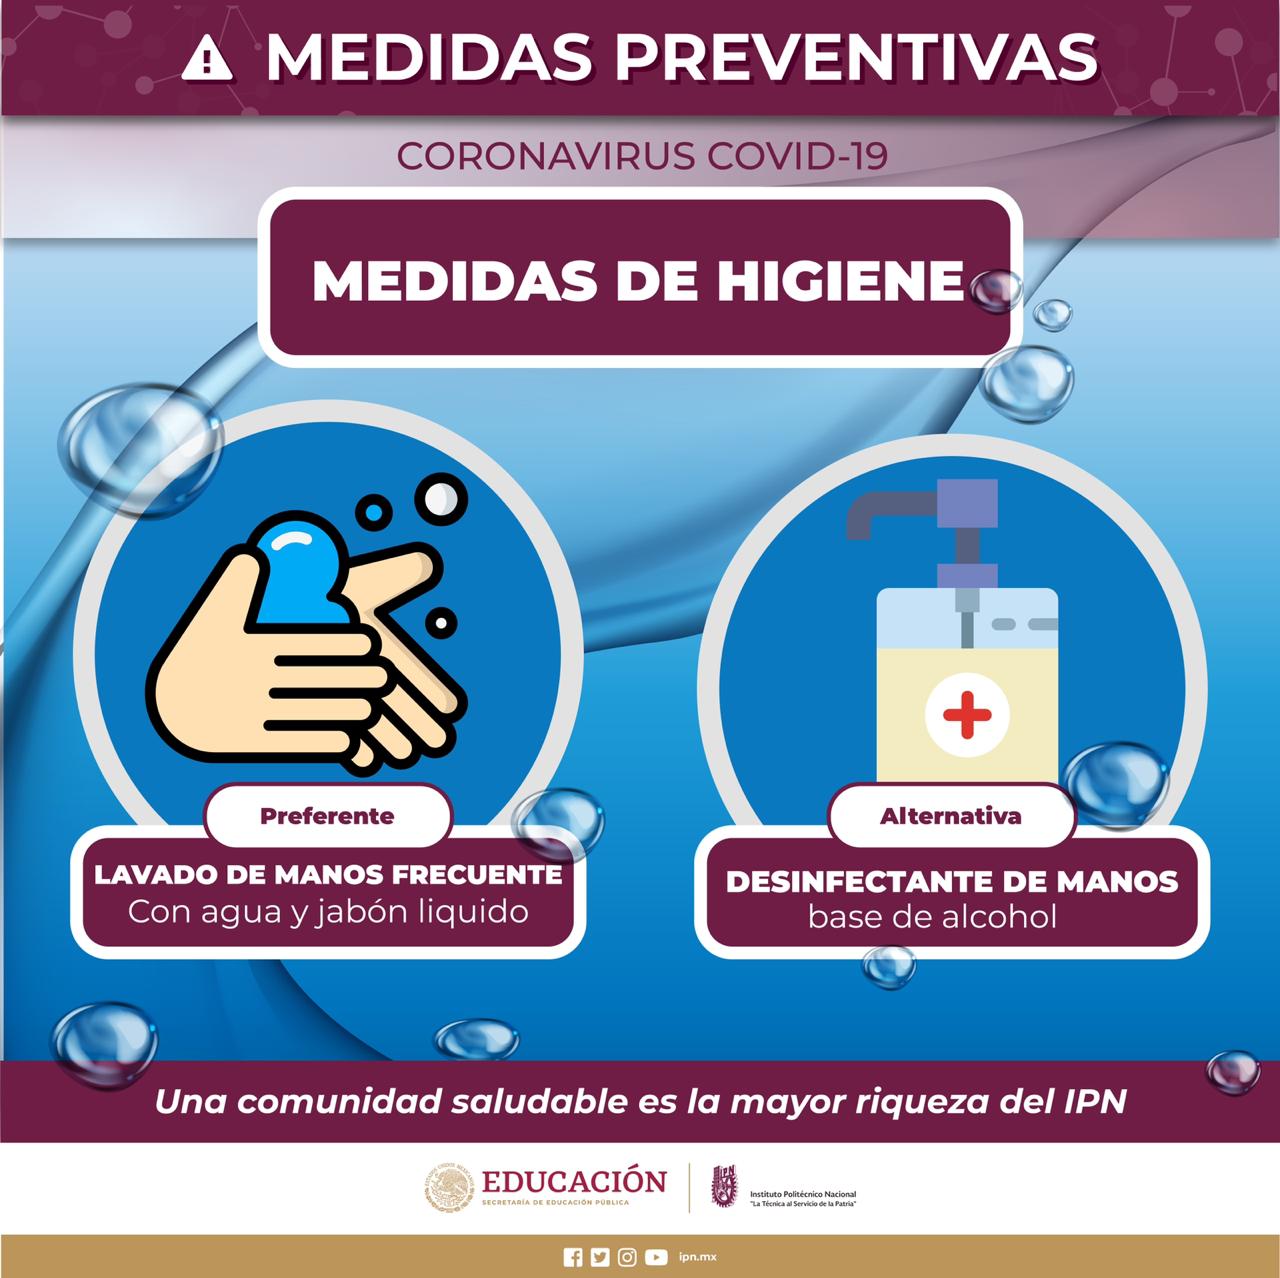 MEDIDAS PREVENTIVAS
CORONAVIRUS COVID-19
MEDIDAS DE HIGIENE
Preferente
LAVADO DE MANOS FRECUENTE
Con agua y jabón liquido
Alternativa
DESINFECTANTE DE MANOS
base de alcohol
Una comunidad saludable es la mayor riqueza del IPN
EDUCACIÓN
SECRETARÍA DE EDUCACIÓN PÚBLICA
IPN
Instituto Politécnico Nacional
"La Técnica al Servicio de la Patria"
ipn.mx